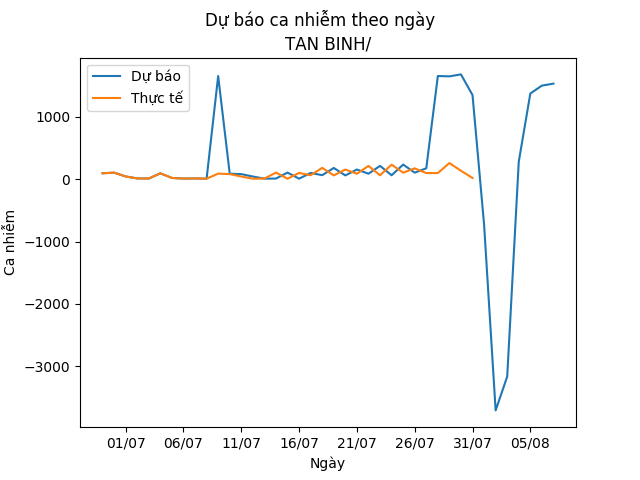 Dự báo ca nhiễm theo ngày
TAN BINH/
Dự báo
Thực tế
Ca nhiễm
1000
0
−1000
−2000
−3000
01/07 06/07 11/07 16/07 21/07 26/07 31/07 05/08
Ngày